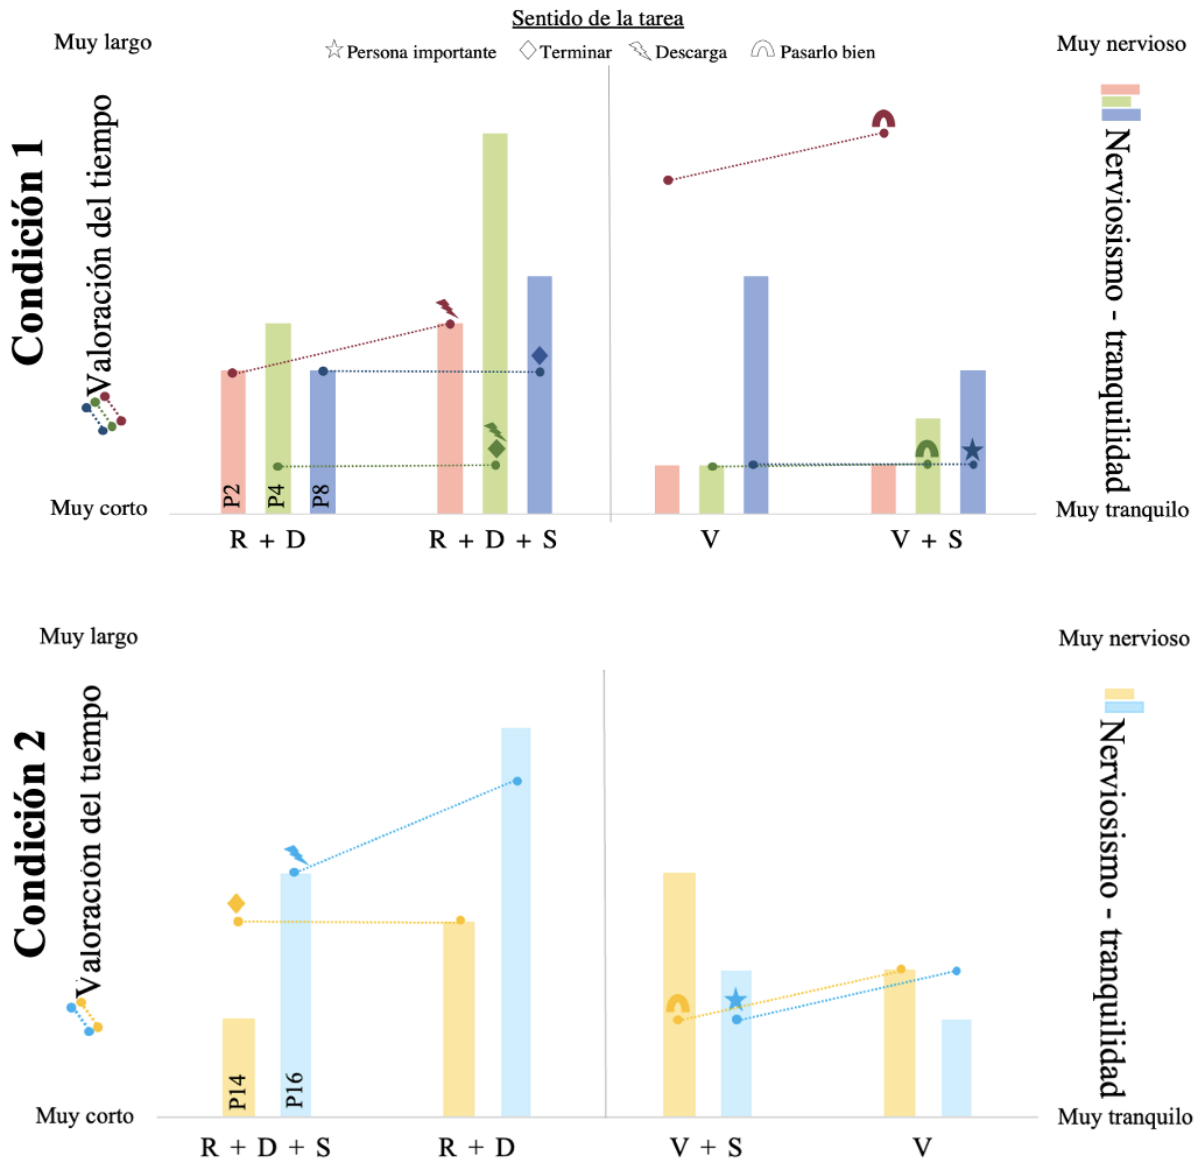 Sentido de la tarea
Persona importante Terminar Descarga Pasarlo bien
Muy largo
Muy nervioso
Condición 1
Valoración del tiempo
Nerviosismo - tranquilidad
P2 P4 P8
Muy corto
Muy tranquilo
R + D R + D + S V V + S
Muy largo
Muy nervioso
Condición 2
Valoración del tiempo
Nerviosismo - tranquilidad
P14 P16
Muy corto
Muy tranquilo
R + D + S R + D V + S V